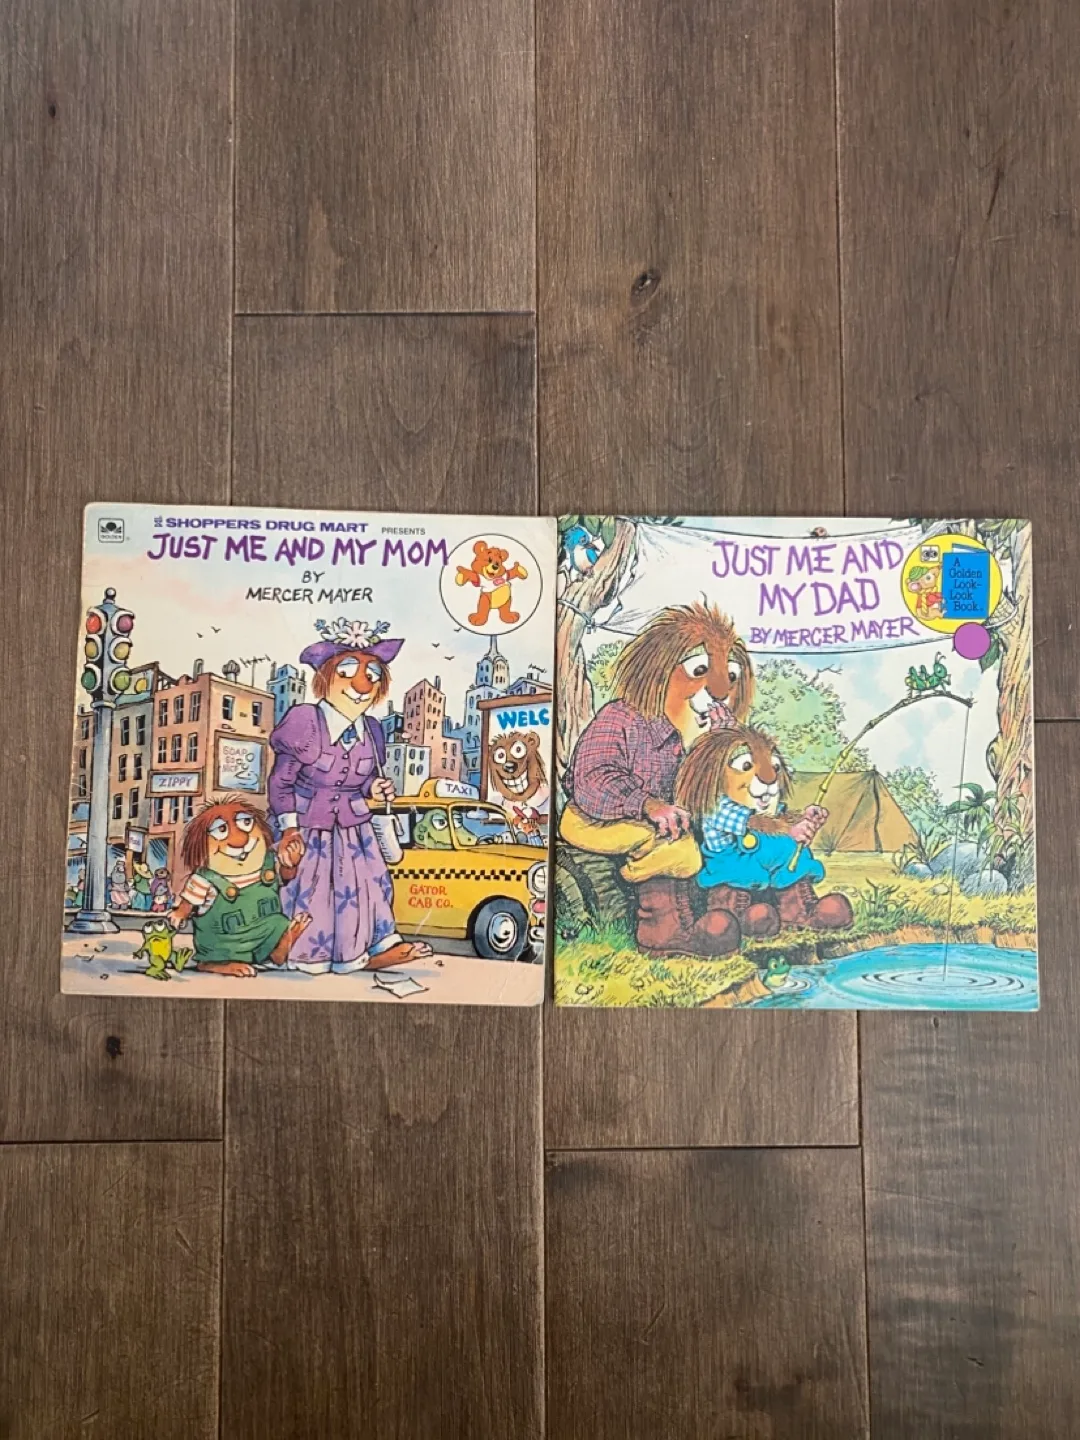 GOLDEN
SHOPPERS DRUG MART PRESENTS
JUST ME AND MY MOM
BY
MERCER MAYER
ZIPPY
TAXI
WELC
GATOR
CAB CO.
JUST ME AND
MY DAD
BY MERCER MAYER
A
Golden
Look-
Look
Book